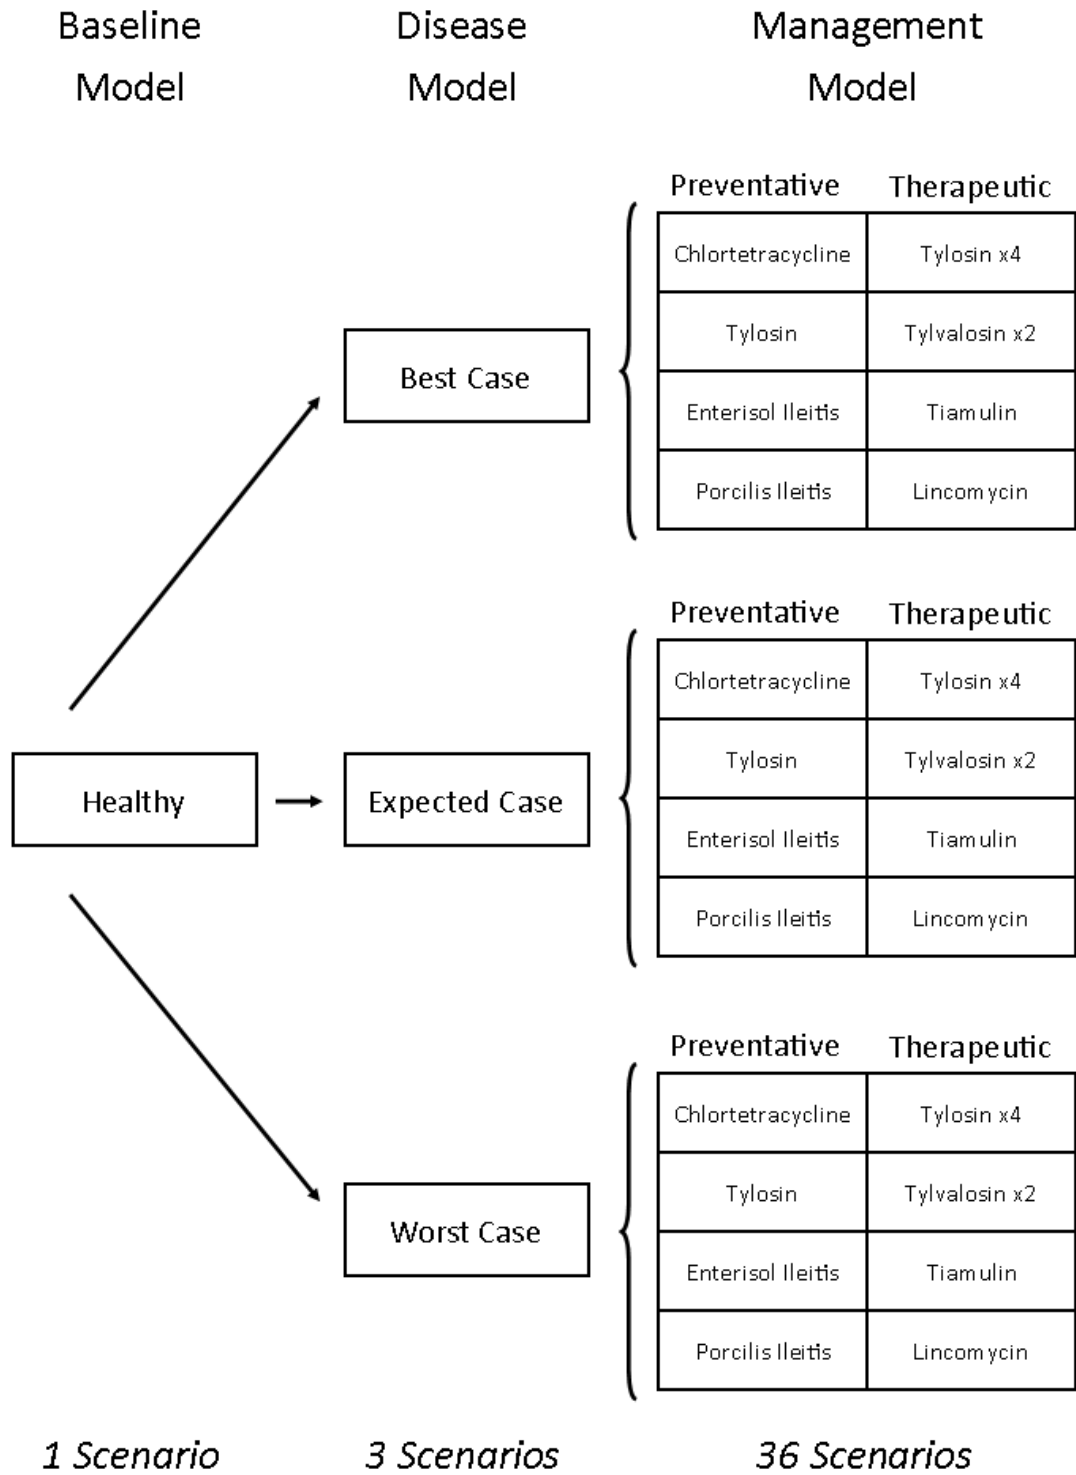 Baseline Model
Disease Model
Management Model
Preventative Therapeutic
Chlortetracycline Tylosin x4
Tylosin Tylvalosin x2
Enterisol Ileitis Tiamulin
Porcilis Ileitis Lincomycin
Best Case
Preventative Therapeutic
Chlortetracycline Tylosin x4
Tylosin Tylvalosin x2
Enterisol Ileitis Tiamulin
Porcilis Ileitis Lincomycin
Healthy
Expected Case
Preventative Therapeutic
Chlortetracycline Tylosin x4
Tylosin Tylvalosin x2
Enterisol Ileitis Tiamulin
Porcilis Ileitis Lincomycin
Worst Case
1 Scenario
3 Scenarios
36 Scenarios